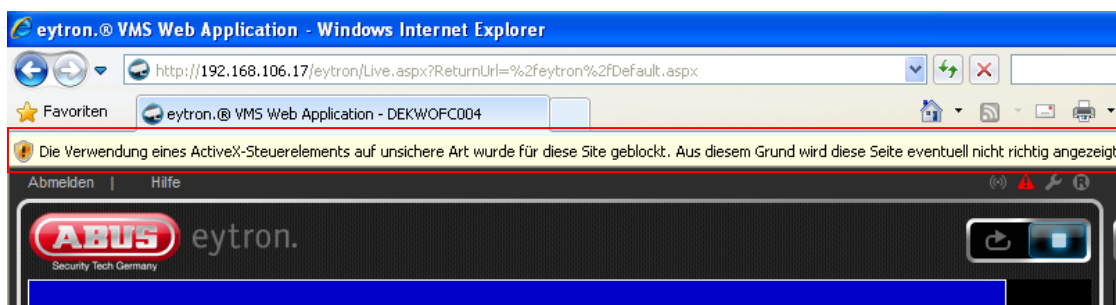 eytron.® VMS Web Application - Windows Internet Explorer
http://192.168.106.17/eytron/Live.aspx?ReturnUrl=%2feytron%2fDefault.aspx
Favoriten eytron.® VMS Web Application - DEKWOFC004
Die Verwendung eines ActiveX-Steuerelements auf unsichere Art wurde für diese Site geblockt. Aus diesem Grund wird diese Seite eventuell nicht richtig angezeigt
Abmelden | Hilfe
ABUS eytron.
Security Tech Germany